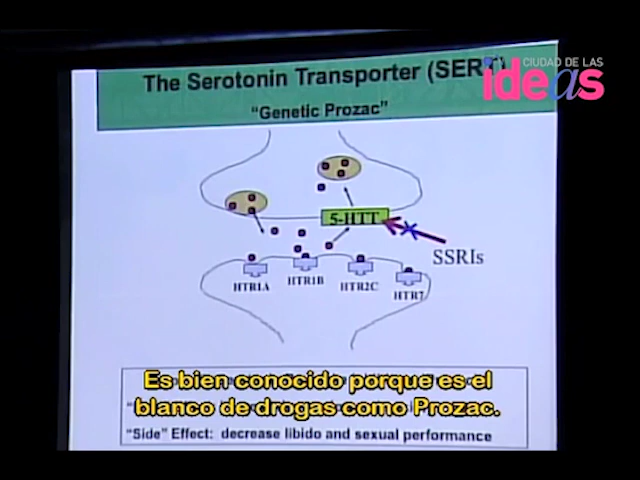 CIUDAD DE LAS
ideas
The Serotonin Transporter (SERT)
"Genetic Prozac"
5-HTT
SSRIs
HTR1A
HTR1B
HTR2C
HTR7
Es bien conocido porque es el
blanco de drogas como Prozac.
"Side" Effect: decrease libido and sexual performance